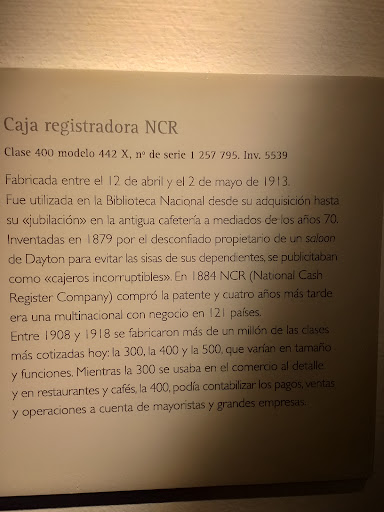 Caja registradora NCR
Clase 400 modelo 442 X, nº de serie 1 257 795. Inv. 5539
Fabricada entre el 12 de abril y el 2 de mayo de 1913.
Fue utilizada en la Biblioteca Nacional desde su adquisición hasta
su «jubilación» en la antigua cafetería a mediados de los años 70.
Inventadas en 1879 por el desconfiado propietario de un saloon
de Dayton para evitar las sisas de sus dependientes, se publicitaban
como «cajeros incorruptibles». En 1884 NCR (National Cash
Register Company) compró la patente y cuatro años más tarde
era una multinacional con negocio en 121 países.
Entre 1908 y 1918 se fabricaron más de un millón de las clases
más cotizadas hoy: la 300, la 400 y la 500, que varían en tamaño
y funciones. Mientras la 300 se usaba en el comercio al detalle
y en restaurantes y cafés, la 400, podía contabilizar los pagos, ventas
y operaciones a cuenta de mayoristas y grandes empresas.